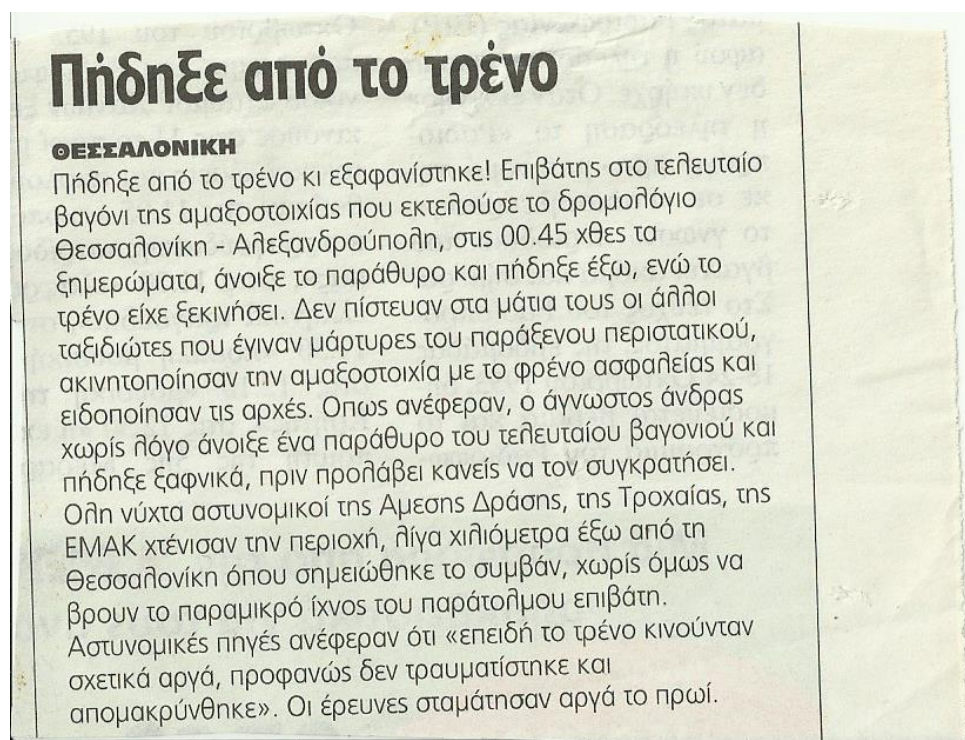 Πήδηξε από το τρένο
ΘΕΣΣΑΛΟΝΙΚΗ
Πήδηξε από το τρένο κι εξαφανίστηκε! Επιβάτης στο τελευταίο
βαγόνι της αμαξοστοιχίας που εκτελούσε το δρομολόγιο
Θεσσαλονίκη - Αλεξανδρούπολη, στις 00.45 χθες τα
ξημερώματα, άνοιξε το παράθυρο και πήδηξε έξω, ενώ το
τρένο είχε ξεκινήσει. Δεν πίστευαν στα μάτια τους οι άλλοι
ταξιδιώτες που έγιναν μάρτυρες του παράξενου περιστατικού,
ακινητοποίησαν την αμαξοστοιχία με το φρένο ασφαλείας και
ειδοποίησαν τις αρχές. Οπως ανέφεραν, ο άγνωστος άνδρας
χωρίς λόγο άνοιξε ένα παράθυρο του τελευταίου βαγονιού και
πήδηξε ξαφνικά, πριν προλάβει κανείς να τον συγκρατήσει.
Ολη νύχτα αστυνομικοί της Αμεσης Δράσης, της Τροχαίας, της
ΕΜΑΚ χτένισαν την περιοχή, λίγα χιλιόμετρα έξω από τη
Θεσσαλονίκη όπου σημειώθηκε το συμβάν, χωρίς όμως να
βρουν το παραμικρό ίχνος του παράτολμου επιβάτη.
Αστυνομικές πηγές ανέφεραν ότι «επειδή το τρένο κινούνταν
σχετικά αργά, προφανώς δεν τραυματίστηκε και
απομακρύνθηκε». Οι έρευνες σταμάτησαν αργά το πρωί.